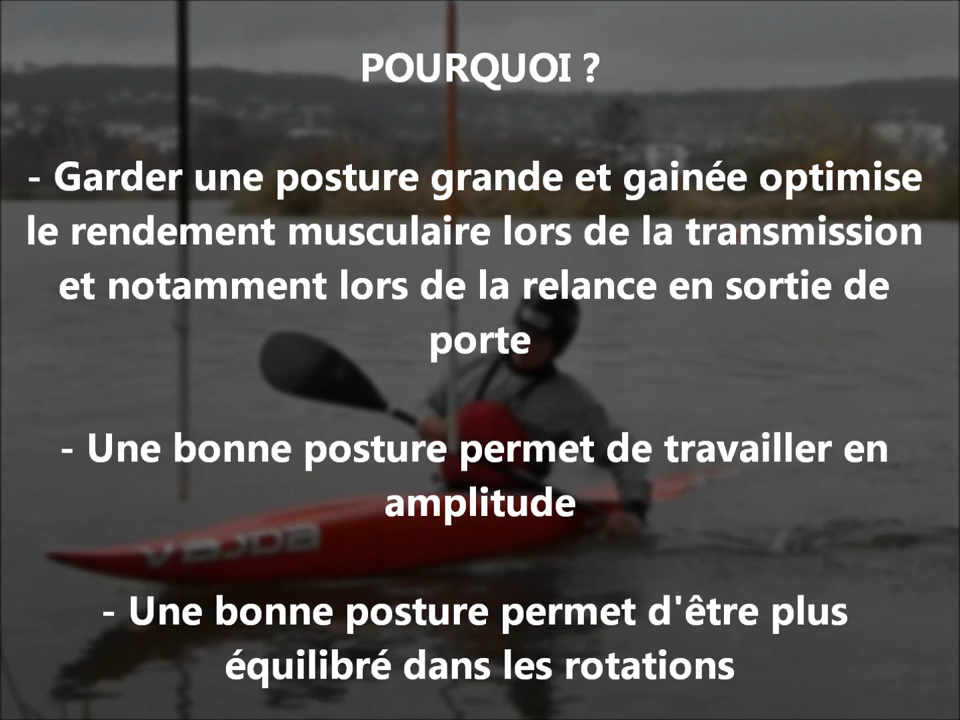 POURQUOI ?
- Garder une posture grande et gainée optimise
le rendement musculaire lors de la transmission
et notamment lors de la relance en sortie de
porte
- Une bonne posture permet de travailler en
amplitude
- Une bonne posture permet d'être plus
équilibré dans les rotations